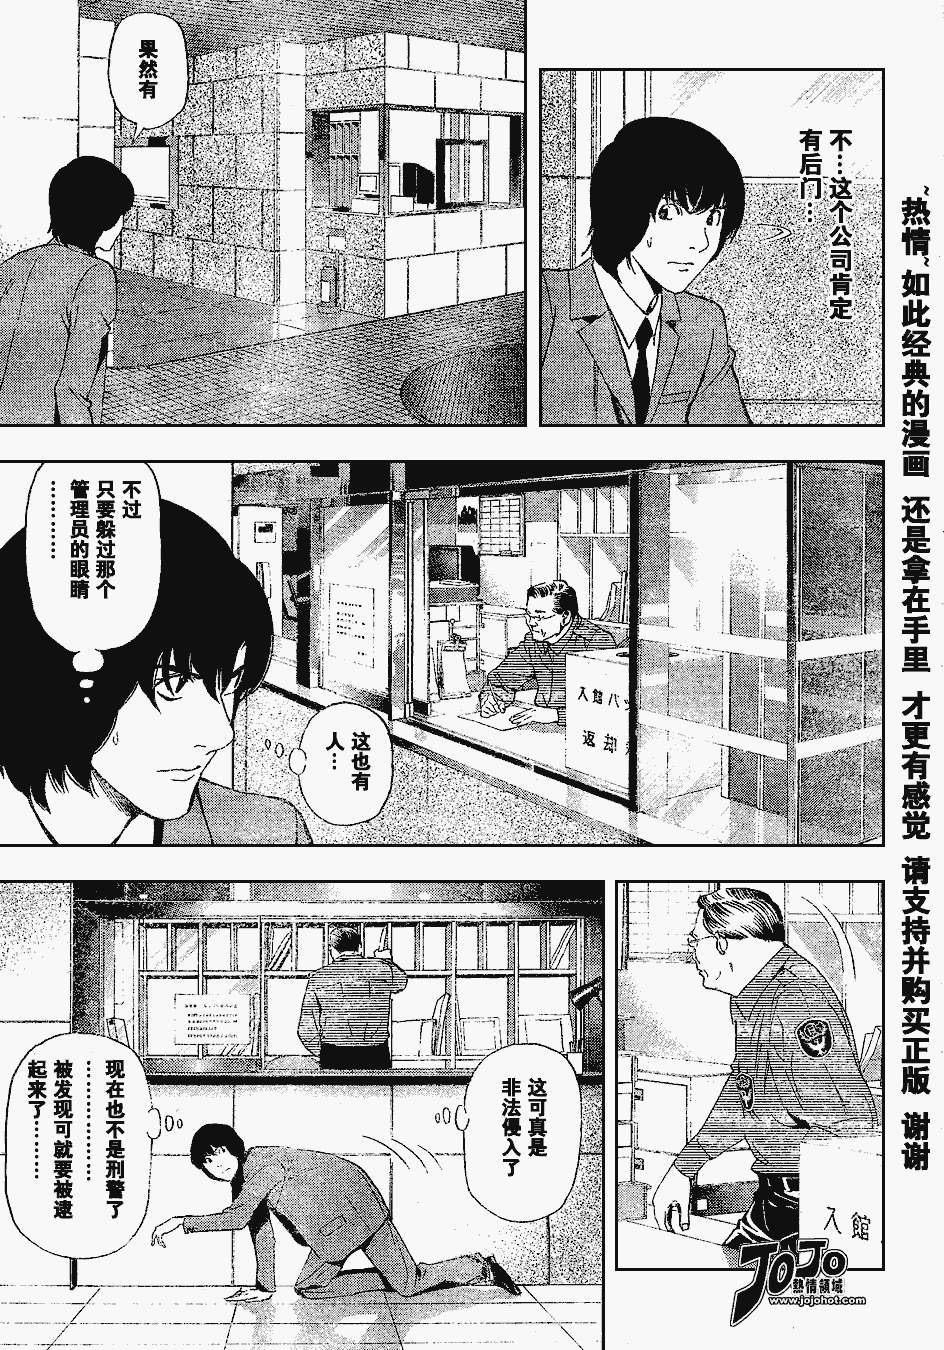 不…这个公司肯定
有后门…
果然有
这也有
人…
入館パッ
返却
不过
只要躲过那个
管理员的眼睛
…………
入館
这可真是
非法侵入了
现在也不是刑警了
…………
被发现可就要被逮
起来了………
~热情~如此经典的漫画 还是拿在手里 才更有感觉 请支持并购买正版 谢谢
JOJO
熱情領域
www.jojohot.com